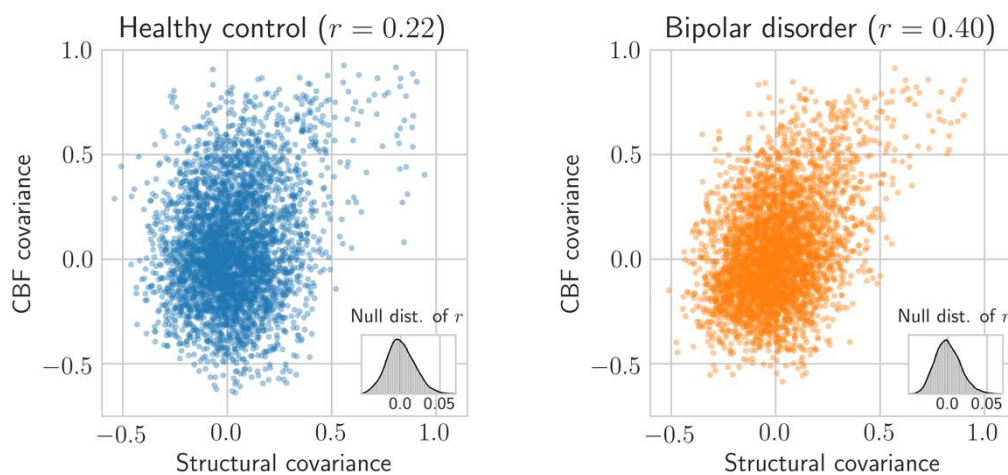 Healthy control (r = 0.22)
1.0
0.5
0.0
−0.5
CBF covariance
Null dist. of r
0.0 0.05
−0.5 0.0 0.5 1.0
Structural covariance
Bipolar disorder (r = 0.40)
1.0
0.5
0.0
−0.5
CBF covariance
Null dist. of r
0.0 0.05
−0.5 0.0 0.5 1.0
Structural covariance